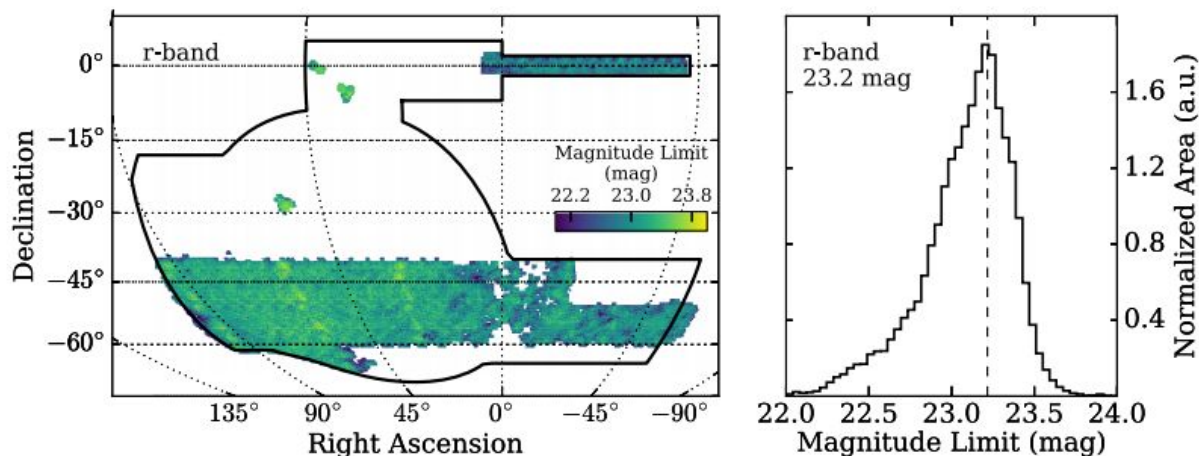 r-band
0°
−15°
−30°
−45°
−60°
Declination
Magnitude Limit
(mag)
22.2 23.0 23.8
135° 90° 45° 0° −45° −90°
Right Ascension
r-band
23.2 mag
1.6
1.2
0.8
0.4
Normalized Area (a.u.)
22.0 22.5 23.0 23.5 24.0
Magnitude Limit (mag)